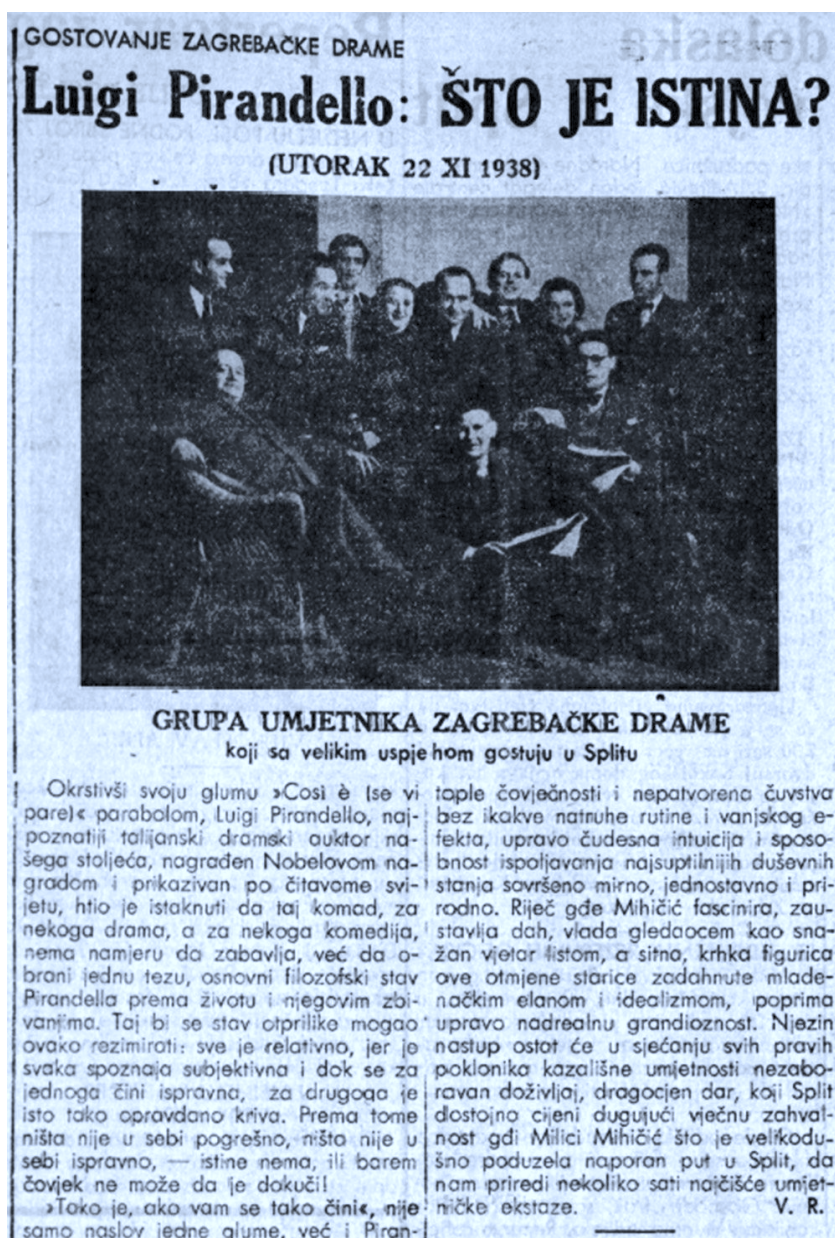 GOSTOVANJE ZAGREBAČKE DRAME
Luigi Pirandello: ŠTO JE ISTINA?
(UTORAK 22 XI 1938)
GRUPA UMJETNIKA ZAGREBAČKE DRAME
koji sa velikim uspjehom gostuju u Splitu
Okrstivši svoju glumu »Così è (se vi
pare)« parabolom, Luigi Pirandello, naj-
poznatiji talijanski dramski auktor na-
šega stoljeća, nagrađen Nobelovom na-
gradom i prikazivan po čitavome svi-
jetu, htio je istaknuti da taj komad, za
nekoga drama, a za nekoga komedija,
nema namjeru da zabavlja, već da o-
brani jednu tezu, osnovni filozofski stav
Pirandella prema životu i njegovim zbi-
vanjima. Taj bi se stav otprilike mogao
ovako rezimirati: sve je relativno, jer je
svaka spoznaja subjektivna i dok se za
jednoga čini ispravna, za drugoga je
isto tako opravdano kriva. Prema tome
ništa nije u sebi pogrešno, ništa nije u
sebi ispravno, — istine nema, ili barem
čovjek ne može da je dokuči!
»Tako je, ako vam se tako čini«, nije
samo naslov jedne glume, već i Piran-
tople čovječnosti i nepatvorena čuvstva
bez ikakve natruhe rutine i vanjskog e-
fekta, upravo čudesna intuicija i sposo-
bnost ispoljavanja najsuptilnijih duševnih
stanja savršeno mirno, jednostavno i pri-
rodno. Riječ gđe Mihičić fascinira, zau-
stavlja dah, vlada gledaocem kao sna-
žan vjetar listom, a sitna, krhka figurica
ove otmjene starice zadahnute mlade-
načkim elanom i idealizmom, poprima
upravo nadrealnu grandioznost. Njezin
nastup ostat će u sjećanju svih pravih
poklonika kazališne umjetnosti nezabo-
ravan doživljaj, dragocjen dar, koji Split
dostojno cijeni dugujući vječnu zahval-
nost gđi Milici Mihičić što je velikodu-
šno poduzela naporan put u Split, da
nam priredi nekoliko sati najčišće umjet-
ničke ekstaze. V. R.